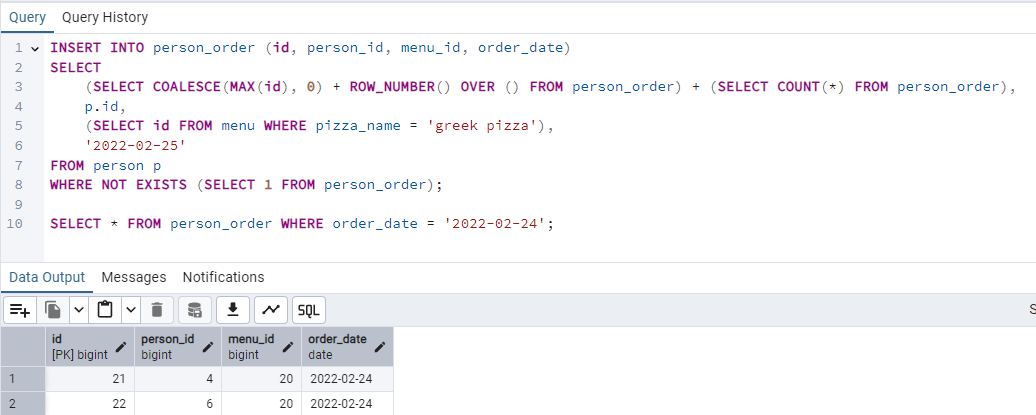 Query Query History
1 INSERT INTO person_order (id, person_id, menu_id, order_date)
2 SELECT
3 (SELECT COALESCE(MAX(id), 0) + ROW_NUMBER() OVER () FROM person_order) + (SELECT COUNT(*) FROM person_order),
4 p.id,
5 (SELECT id FROM menu WHERE pizza_name = 'greek pizza'),
6 '2022-02-25'
7 FROM person p
8 WHERE NOT EXISTS (SELECT 1 FROM person_order);
9
10 SELECT * FROM person_order WHERE order_date = '2022-02-24';
Data Output Messages Notifications
SQL S
id person_id menu_id order_date
[PK] bigint bigint bigint date
1 21 4 20 2022-02-24
2 22 6 20 2022-02-24